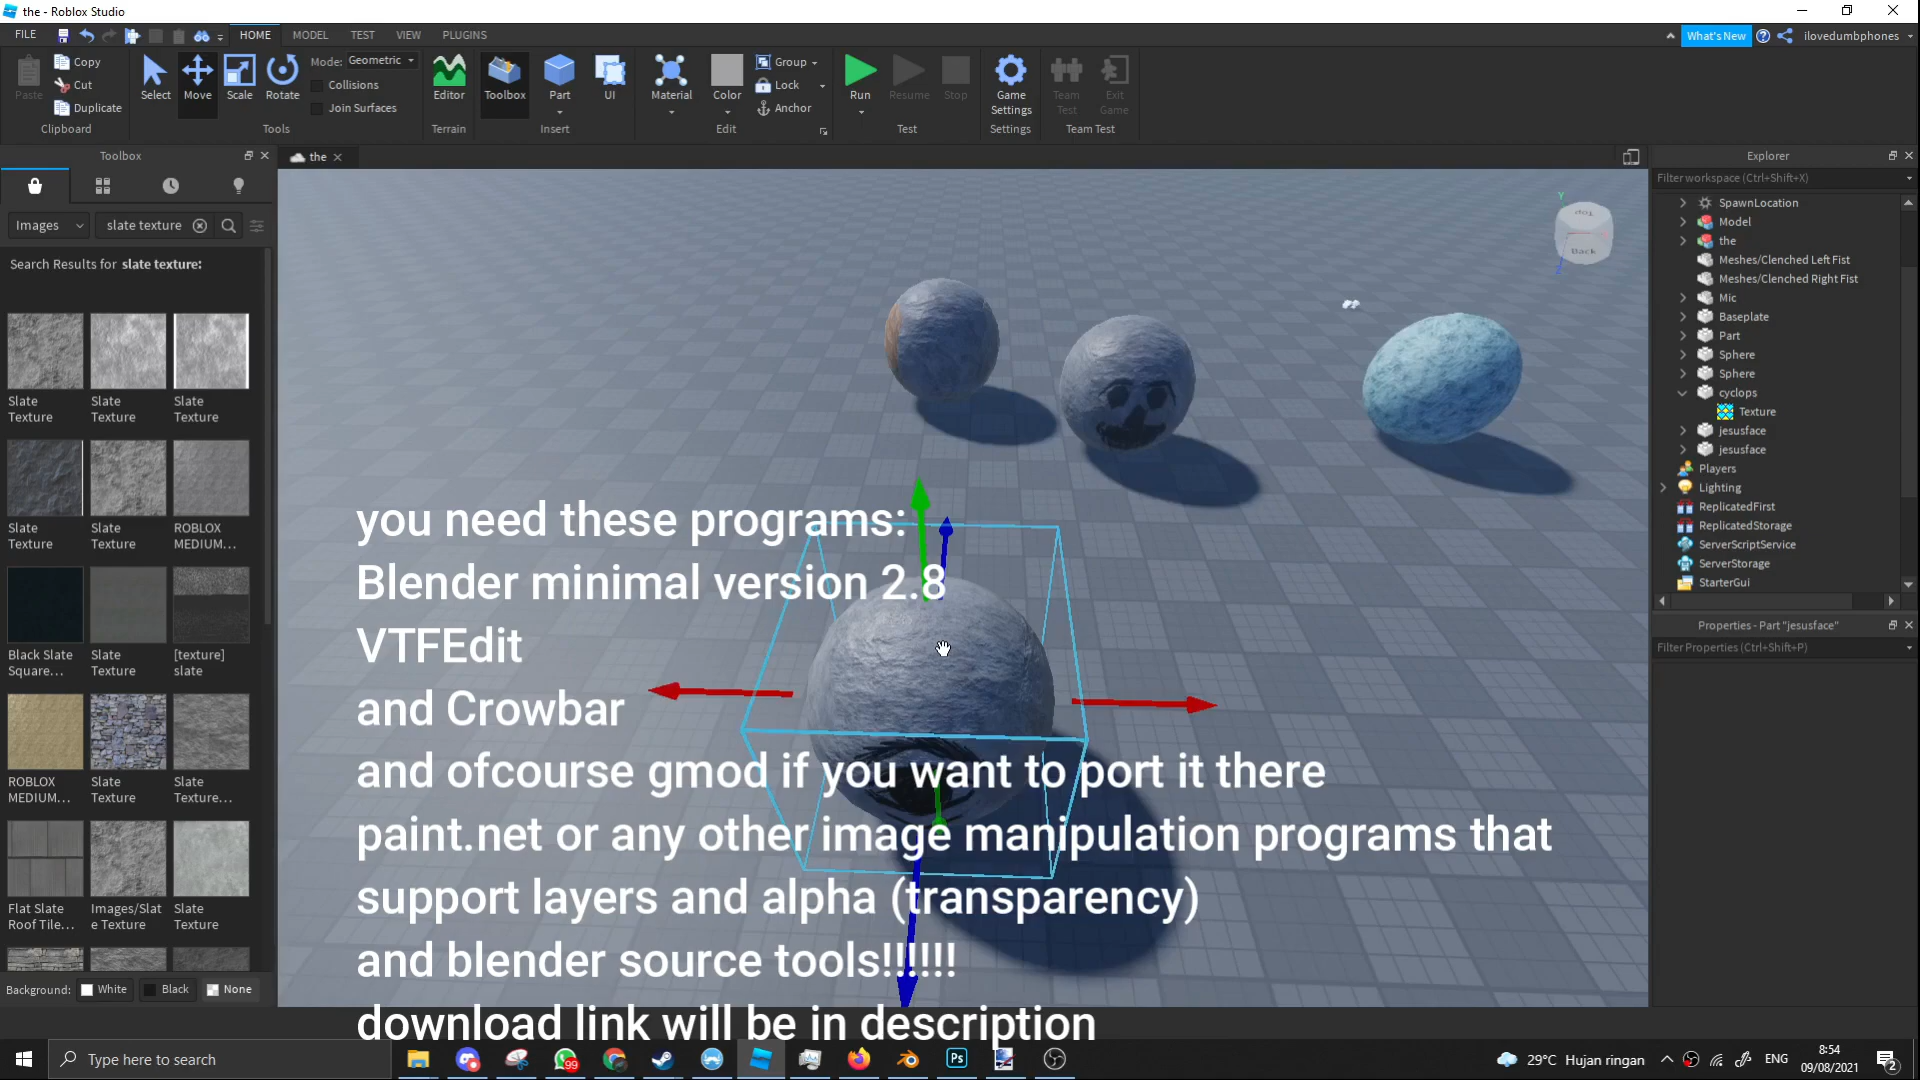 the - Roblox Studio
FILE
HOME
MODEL
TEST
VIEW
PLUGINS
What's New
ilovedumbphones
Paste
Copy
Cut
Duplicate
Clipboard
Select
Move
Scale
Rotate
Mode: Geometric
Collisions
Join Surfaces
Tools
Editor
Terrain
Toolbox
Part
UI
Insert
Material
Color
Group
Lock
Anchor
Edit
Run
Resume
Stop
Test
Game
Settings
Settings
Team
Test
Exit
Game
Team Test
Toolbox
Images
slate texture
Search Results for slate texture:
Slate
Texture
Slate
Texture
Slate
Texture
Slate
Texture
Slate
Texture
ROBLOX
MEDIUM...
Black Slate
Square...
Slate
Texture
[texture]
slate
ROBLOX
MEDIUM...
Slate
Texture
Slate
Texture...
Flat Slate
Roof Tile...
Images/Slat
e Texture
Slate
Texture
Background:
White
Black
None
the
Y
Top
Back
you need these programs:
Blender minimal version 2.8
VTFEdit
and Crowbar
and ofcourse gmod if you want to port it there
paint.net or any other image manipulation programs that
support layers and alpha (transparency)
and blender source tools!!!!!!
download link will be in description
Explorer
Filter workspace (Ctrl+Shift+X)
SpawnLocation
Model
the
Meshes/Clenched Left Fist
Meshes/Clenched Right Fist
Mic
Baseplate
Part
Sphere
Sphere
cyclops
Texture
jesusface
jesusface
Players
Lighting
ReplicatedFirst
ReplicatedStorage
ServerScriptService
ServerStorage
StarterGui
Properties - Part "jesusface"
Filter Properties (Ctrl+Shift+P)
Type here to search
99
Ps
29°C Hujan ringan
ENG
8:54
09/08/2021
2